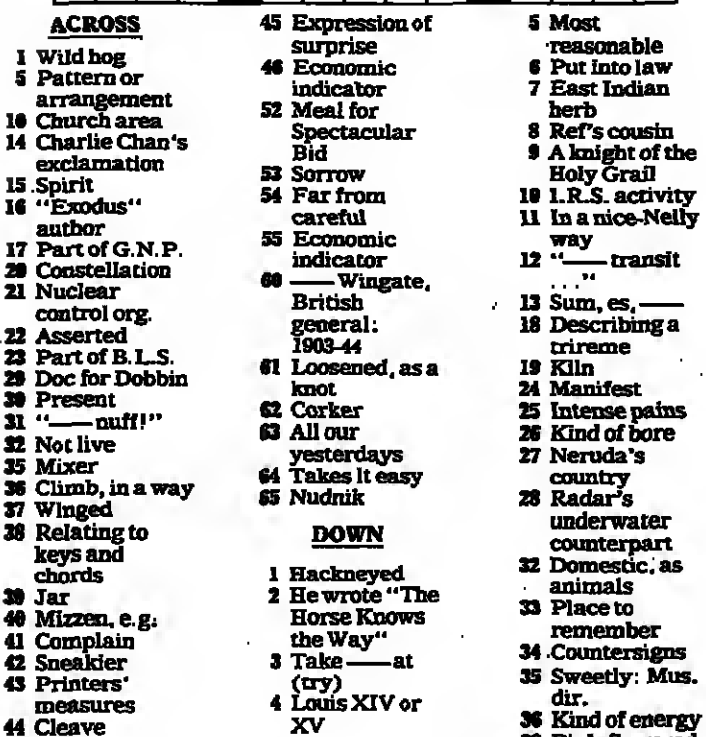 ACROSS
1 Wild hog
5 Pattern or
arrangement
10 Church area
14 Charlie Chan's
exclamation
15 Spirit
16 "Exodus"
author
17 Part of G.N.P.
20 Constellation
21 Nuclear
control org.
22 Asserted
23 Part of B.L.S.
29 Doc for Dobbin
30 Present
31 "—— nuff!"
32 Not live
35 Mixer
36 Climb, in a way
37 Winged
38 Relating to
keys and
chords
39 Jar
40 Mizzen, e.g.
41 Complain
42 Sneakier
43 Printers'
measures
44 Cleave
45 Expression of
surprise
46 Economic
indicator
52 Meal for
Spectacular
Bid
53 Sorrow
54 Far from
careful
55 Economic
indicator
60 —— Wingate,
British
general:
1903-44
61 Loosened, as a
knot
62 Corker
63 All our
yesterdays
64 Takes it easy
65 Nudnik
DOWN
1 Hackneyed
2 He wrote "The
Horse Knows
the Way"
3 Take —— at
(try)
4 Louis XIV or
XV
5 Most
reasonable
6 Put into law
7 East Indian
herb
8 Ref's cousin
9 A knight of the
Holy Grail
10 I.R.S. activity
11 In a nice-Nelly
way
12 "—— transit
..."
13 Sum, es, ——
18 Describing a
trireme
19 Kiln
24 Manifest
25 Intense pains
26 Kind of bore
27 Neruda's
country
28 Radar's
underwater
counterpart
32 Domestic, as
animals
33 Place to
remember
34 Countersigns
35 Sweetly: Mus.
dir.
36 Kind of energy